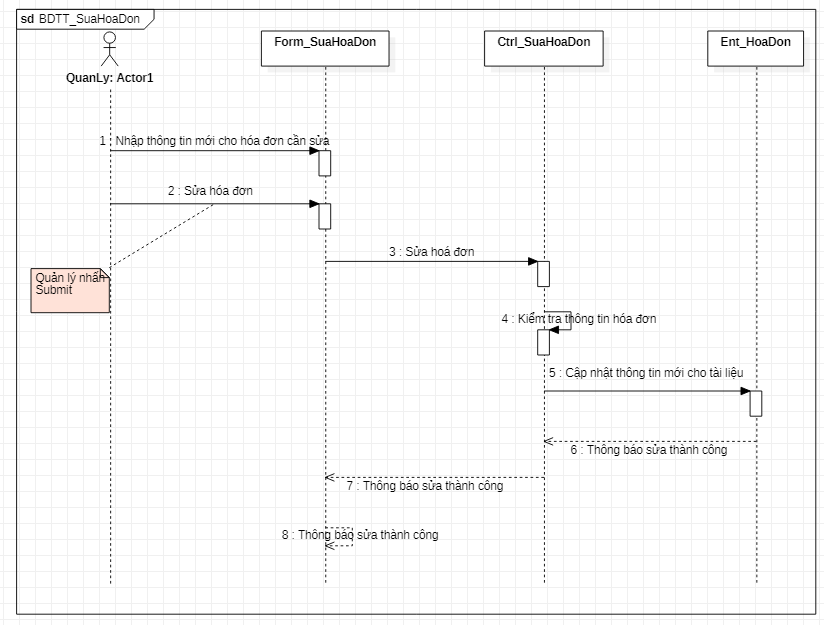 sd BDTT_SuaHoaDon
QuanLy: Actor1
Form_SuaHoaDon
Ctrl_SuaHoaDon
Ent_HoaDon
1 : Nhập thông tin mới cho hóa đơn cần sửa
2 : Sửa hóa đơn
Quản lý nhấn
Submit
3 : Sửa hoá đơn
4 : Kiểm tra thông tin hóa đơn
5 : Cập nhật thông tin mới cho tài liệu
6 : Thông báo sửa thành công
7 : Thông báo sửa thành công
8 : Thông báo sửa thành công